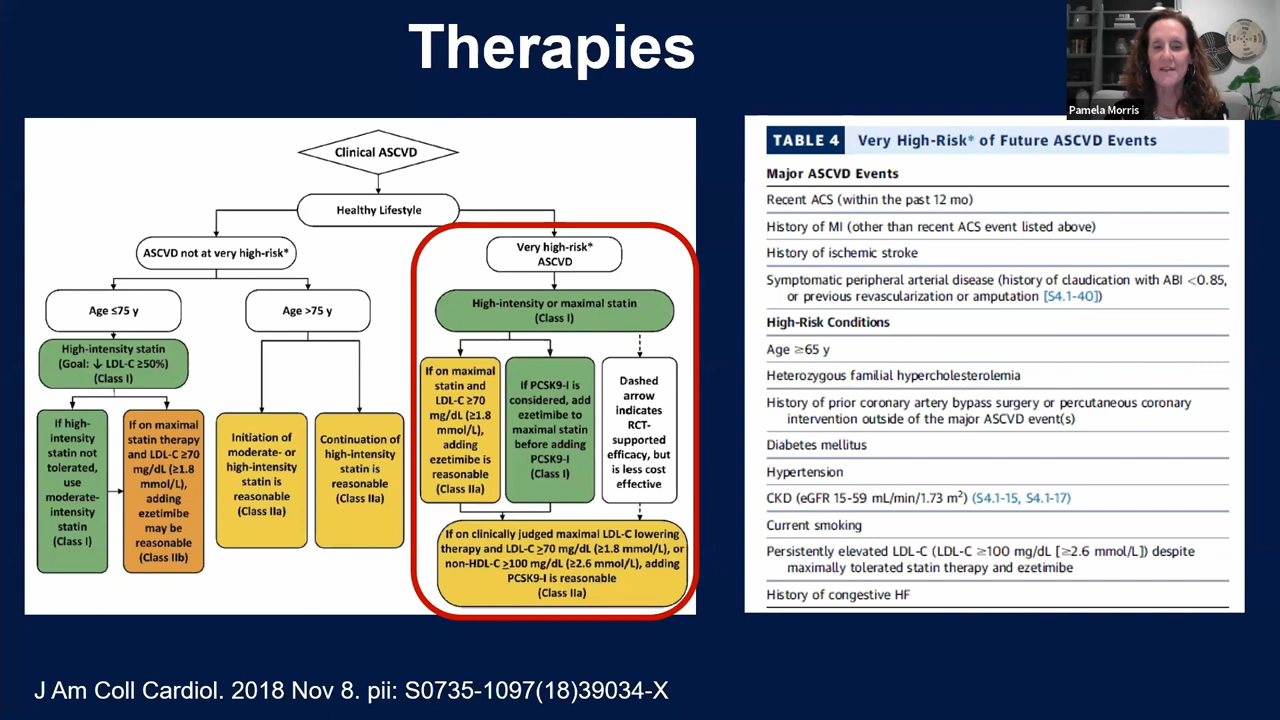 Therapies
Pamela Morris
Clinical ASCVD
Healthy Lifestyle
ASCVD not at very high-risk*
Very high-risk*
ASCVD
Age ≤75 y
Age >75 y
High-intensity or maximal statin
(Class I)
High-intensity statin
(Goal: ↓ LDL-C ≥50%)
(Class I)
If high-
intensity
statin not
tolerated,
use
moderate-
intensity
statin
(Class I)
If on maximal
statin therapy
and LDL-C ≥70
mg/dL (≥1.8
mmol/L),
adding
ezetimibe
may be
reasonable
(Class IIb)
Initiation of
moderate- or
high-intensity
statin is
reasonable
(Class IIa)
Continuation of
high-intensity
statin is
reasonable
(Class IIa)
If on maximal
statin and
LDL-C ≥70
mg/dL (≥1.8
mmol/L),
adding
ezetimibe is
reasonable
(Class IIa)
If PCSK9-I is
considered, add
ezetimibe to
maximal statin
before adding
PCSK9-I
(Class I)
Dashed
arrow
indicates
RCT-
supported
efficacy, but
is less cost
effective
If on clinically judged maximal LDL-C lowering
therapy and LDL-C ≥70 mg/dL (≥1.8 mmol/L), or
non-HDL-C ≥100 mg/dL (≥2.6 mmol/L), adding
PCSK9-I is reasonable
(Class IIa)
TABLE 4 Very High-Risk* of Future ASCVD Events
Major ASCVD Events
Recent ACS (within the past 12 mo)
History of MI (other than recent ACS event listed above)
History of ischemic stroke
Symptomatic peripheral arterial disease (history of claudication with ABI <0.85,
or previous revascularization or amputation [S4.1-40])
High-Risk Conditions
Age ≥65 y
Heterozygous familial hypercholesterolemia
History of prior coronary artery bypass surgery or percutaneous coronary
intervention outside of the major ASCVD event(s)
Diabetes mellitus
Hypertension
CKD (eGFR 15-59 mL/min/1.73 m²) (S4.1-15, S4.1-17)
Current smoking
Persistently elevated LDL-C (LDL-C ≥100 mg/dL [≥2.6 mmol/L]) despite
maximally tolerated statin therapy and ezetimibe
History of congestive HF
J Am Coll Cardiol. 2018 Nov 8. pii: S0735-1097(18)39034-X